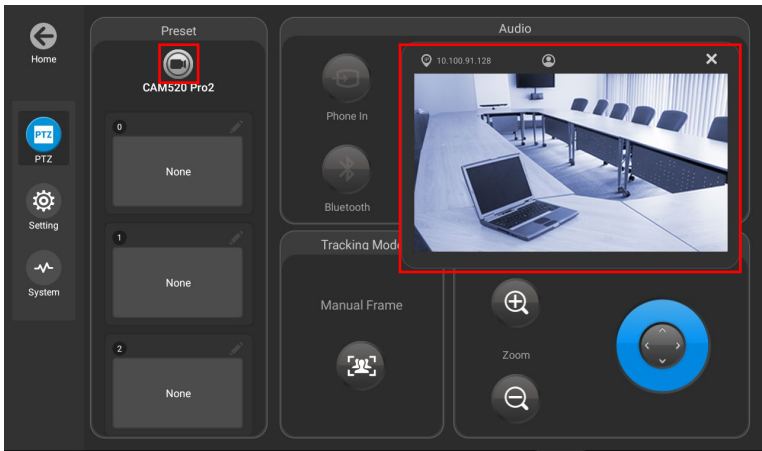 Home
PTZ
PTZ
Setting
System
Preset
CAM520 Pro2
0
None
1
None
2
None
Audio
Phone In
Bluetooth
IP 10.100.91.128
Tracking Mode
Manual Frame
Zoom